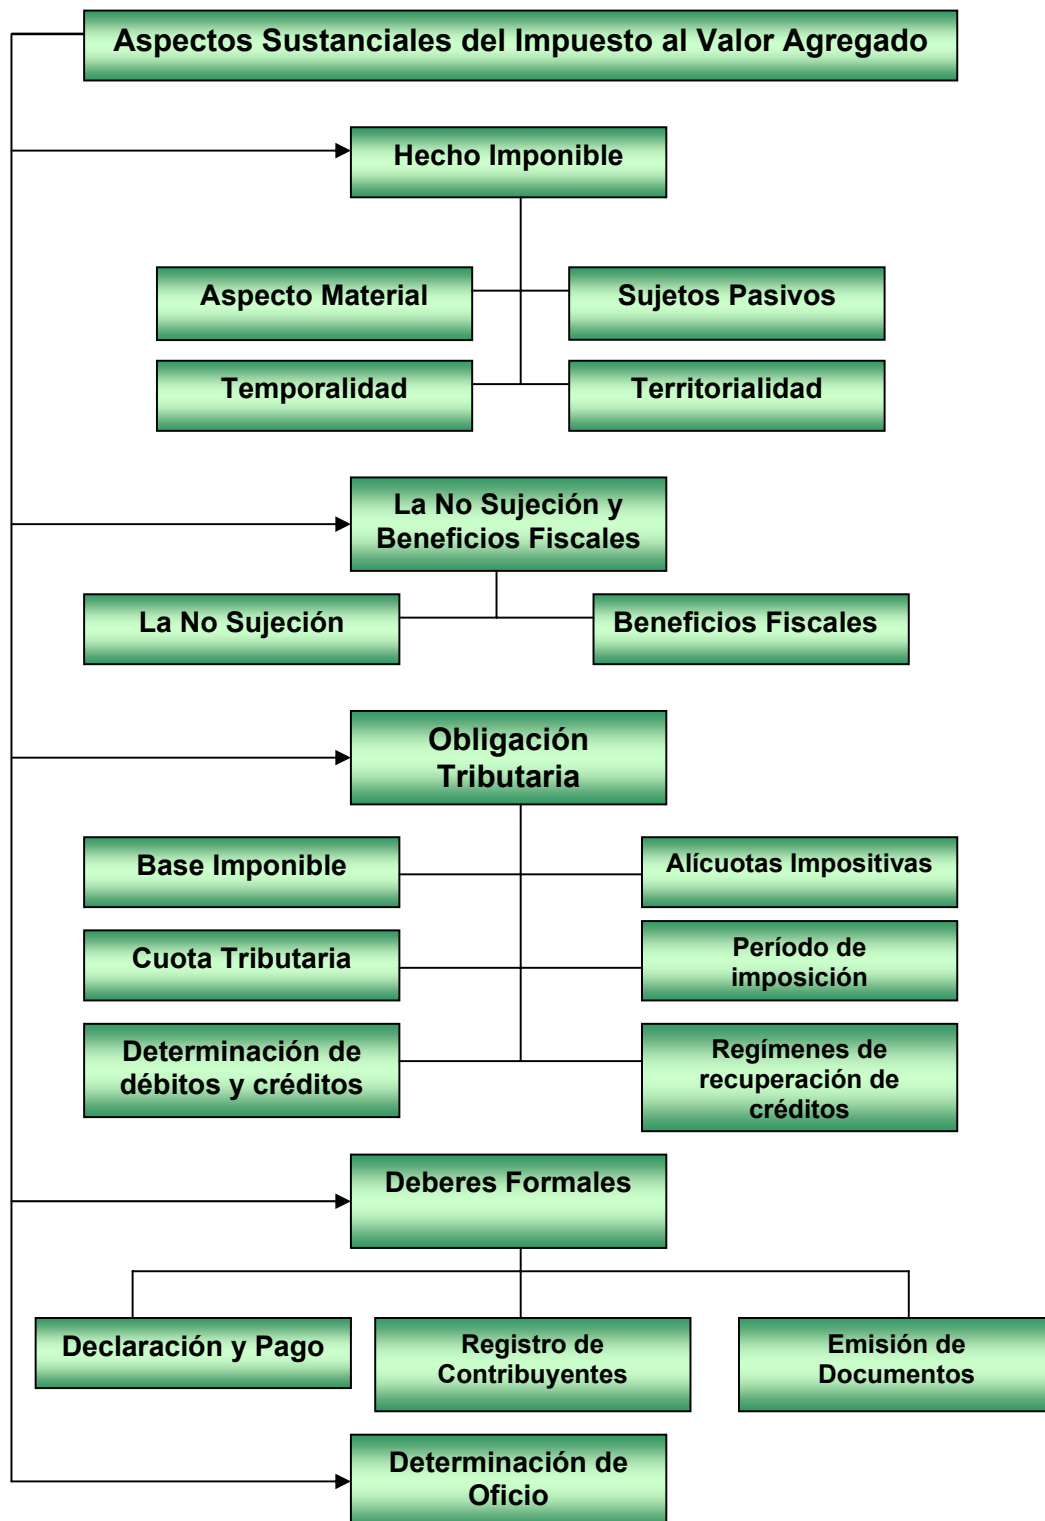 Aspectos Sustanciales del Impuesto al Valor Agregado
Hecho Imponible
Aspecto Material
Sujetos Pasivos
Temporalidad
Territorialidad
La No Sujeción y
Beneficios Fiscales
La No Sujeción
Beneficios Fiscales
Obligación
Tributaria
Base Imponible
Alícuotas Impositivas
Cuota Tributaria
Período de
imposición
Determinación de
débitos y créditos
Regímenes de
recuperación de
créditos
Deberes Formales
Declaración y Pago
Registro de
Contribuyentes
Emisión de
Documentos
Determinación de
Oficio